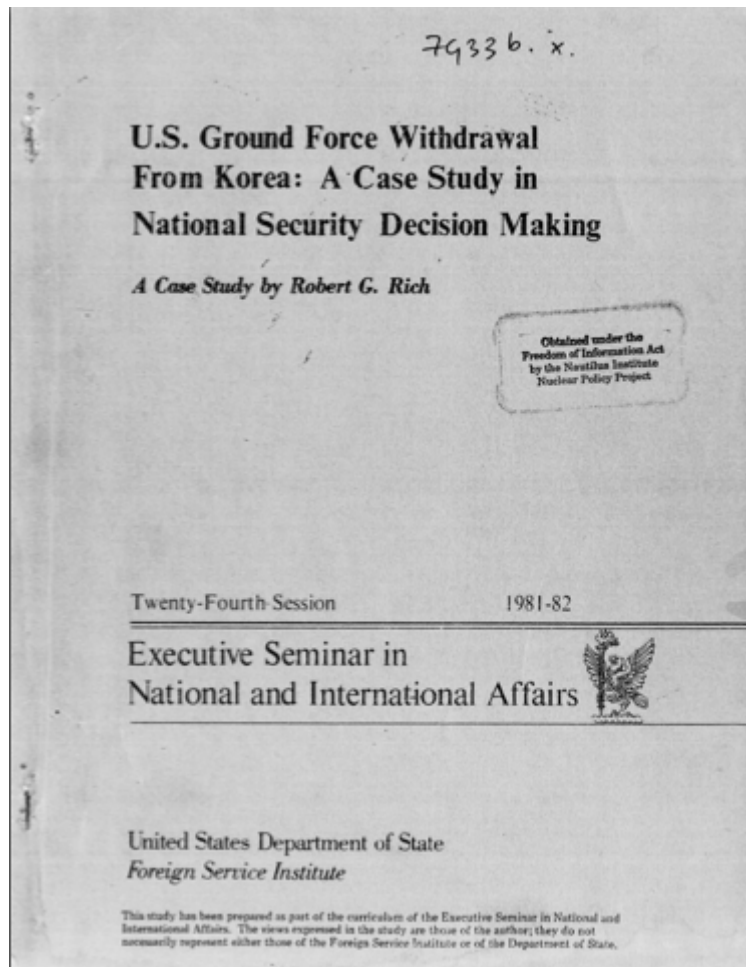 79336.x.
U.S. Ground Force Withdrawal
From Korea: A Case Study in
National Security Decision Making
A Case Study by Robert G. Rich
Obtained under the
Freedom of Information Act
by the Nautilus Institute
Nuclear Policy Project
Twenty-Fourth Session 1981-82
Executive Seminar in
National and International Affairs
United States Department of State
Foreign Service Institute
This study has been prepared as part of the curriculum of the Executive Seminar in National and
International Affairs. The views expressed in the study are those of the author; they do not
necessarily represent either those of the Foreign Service Institute or of the Department of State.